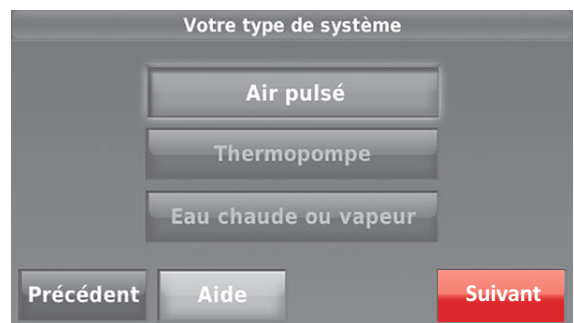 Votre type de système
Air pulsé
Thermopompe
Eau chaude ou vapeur
Précédent Aide Suivant